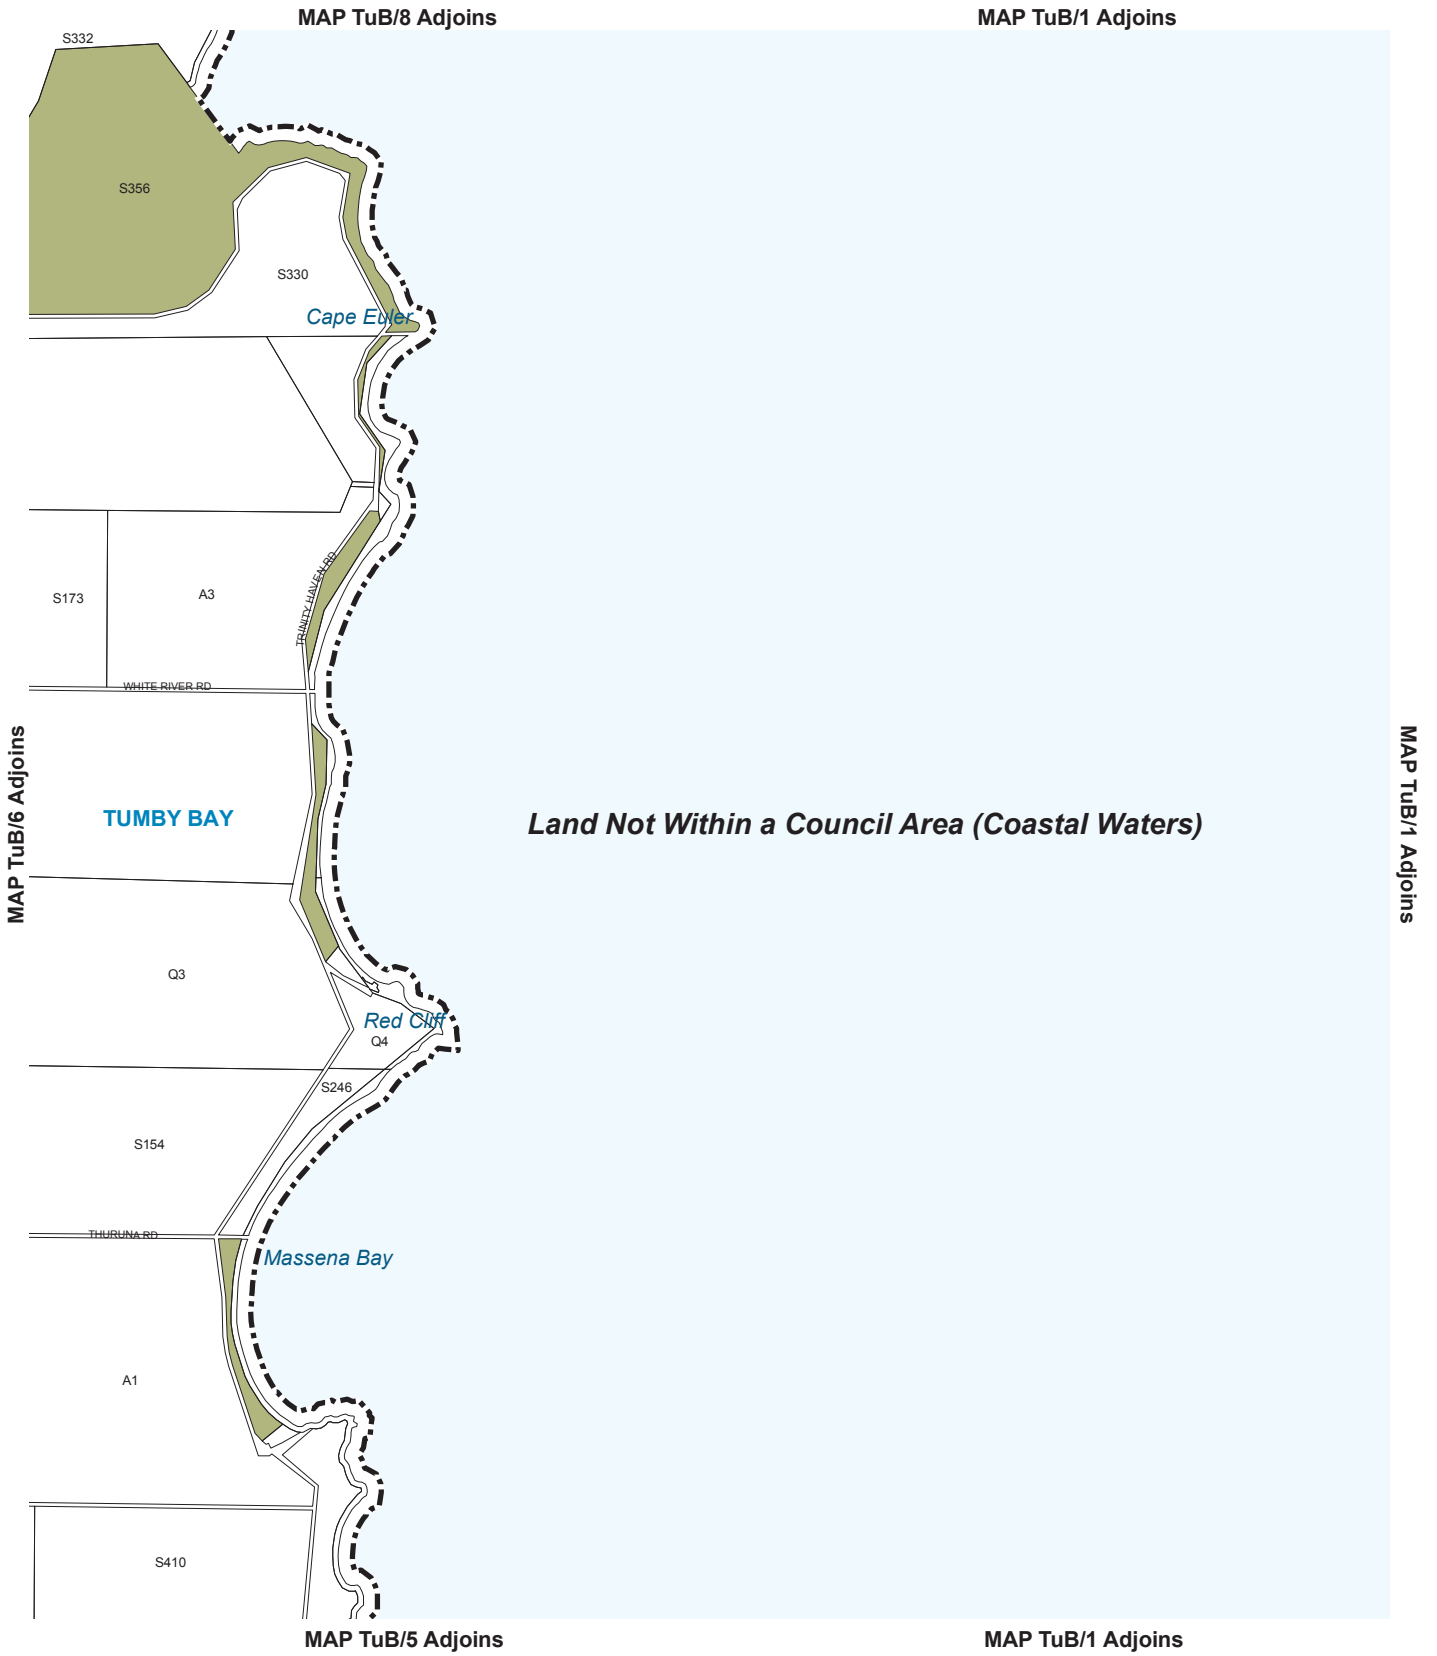 MAP TuB/8 Adjoins
MAP TuB/1 Adjoins
S332
S356
S330
Cape Euler
TRINITY HAVEN RD
S173
A3
WHITE RIVER RD
MAP TuB/6 Adjoins
TUMBY BAY
Land Not Within a Council Area (Coastal Waters)
MAP TuB/1 Adjoins
Q3
Red Cliff
Q4
S246
S154
THURUNA RD
Massena Bay
A1
S410
MAP TuB/5 Adjoins
MAP TuB/1 Adjoins